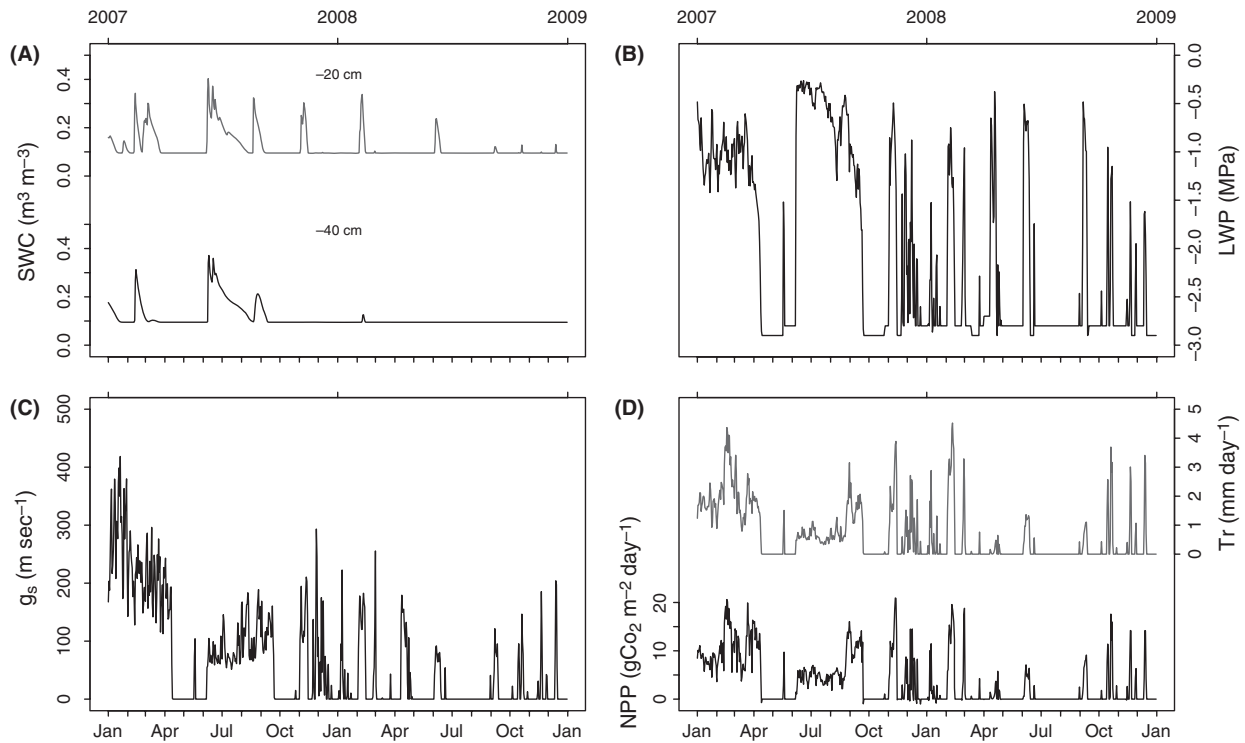 2007 2008 2009
(A)
–20 cm
–40 cm
0.4
0.2
0.0
0.4
0.2
0.0
SWC (m³ m–³)
2007 2008 2009
(B)
0.0
–0.5
–1.0
–1.5
–2.0
–2.5
–3.0
LWP (MPa)
(C)
500
400
300
200
100
0
gₛ (m sec⁻¹)
Jan Apr Jul Oct Jan Apr Jul Oct Jan
(D)
5
4
3
2
1
0
Tr (mm day⁻¹)
20
10
0
NPP (gCo₂ m⁻² day⁻¹)
Jan Apr Jul Oct Jan Apr Jul Oct Jan